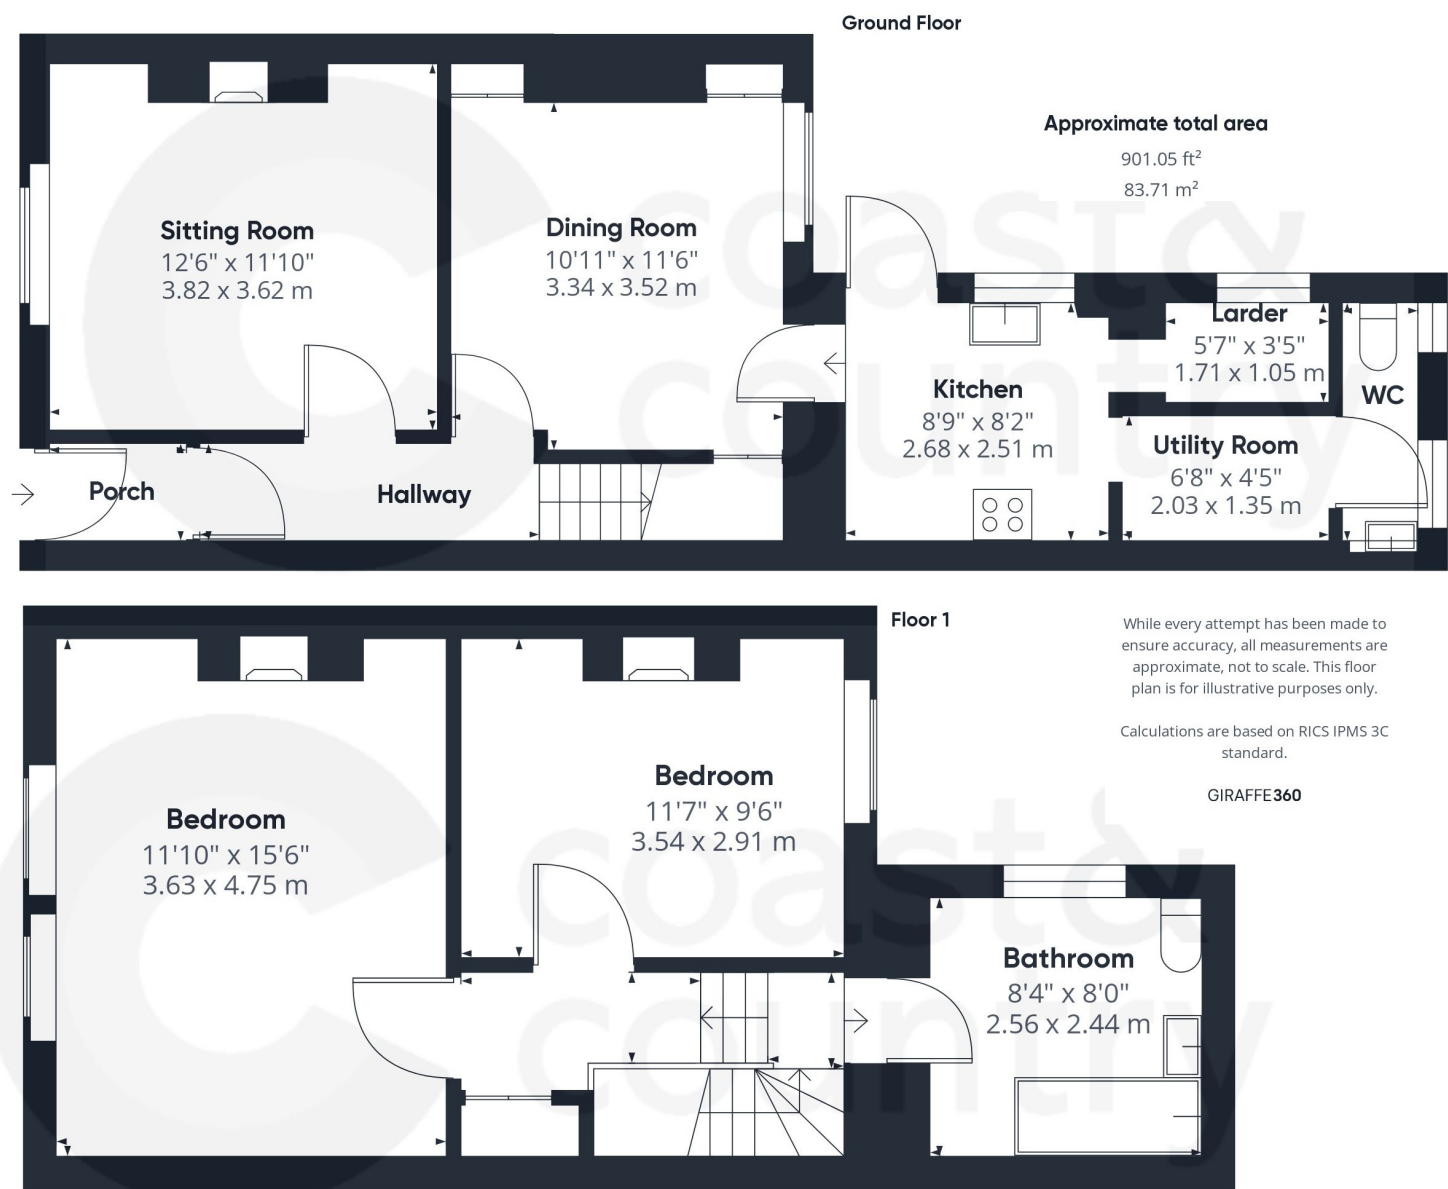 Ground Floor
Approximate total area
901.05 ft²
83.71 m²
Sitting Room
12'6" x 11'10"
3.82 x 3.62 m
Dining Room
10'11" x 11'6"
3.34 x 3.52 m
Larder
5'7" x 3'5"
1.71 x 1.05 m
WC
Kitchen
8'9" x 8'2"
2.68 x 2.51 m
Utility Room
6'8" x 4'5"
2.03 x 1.35 m
Porch
Hallway
coast &
country
Floor 1
While every attempt has been made to
ensure accuracy, all measurements are
approximate, not to scale. This floor
plan is for illustrative purposes only.
Calculations are based on RICS IPMS 3C
standard.
GIRAFFE360
Bedroom
11'10" x 15'6"
3.63 x 4.75 m
Bedroom
11'7" x 9'6"
3.54 x 2.91 m
Bathroom
8'4" x 8'0"
2.56 x 2.44 m
coast &
country